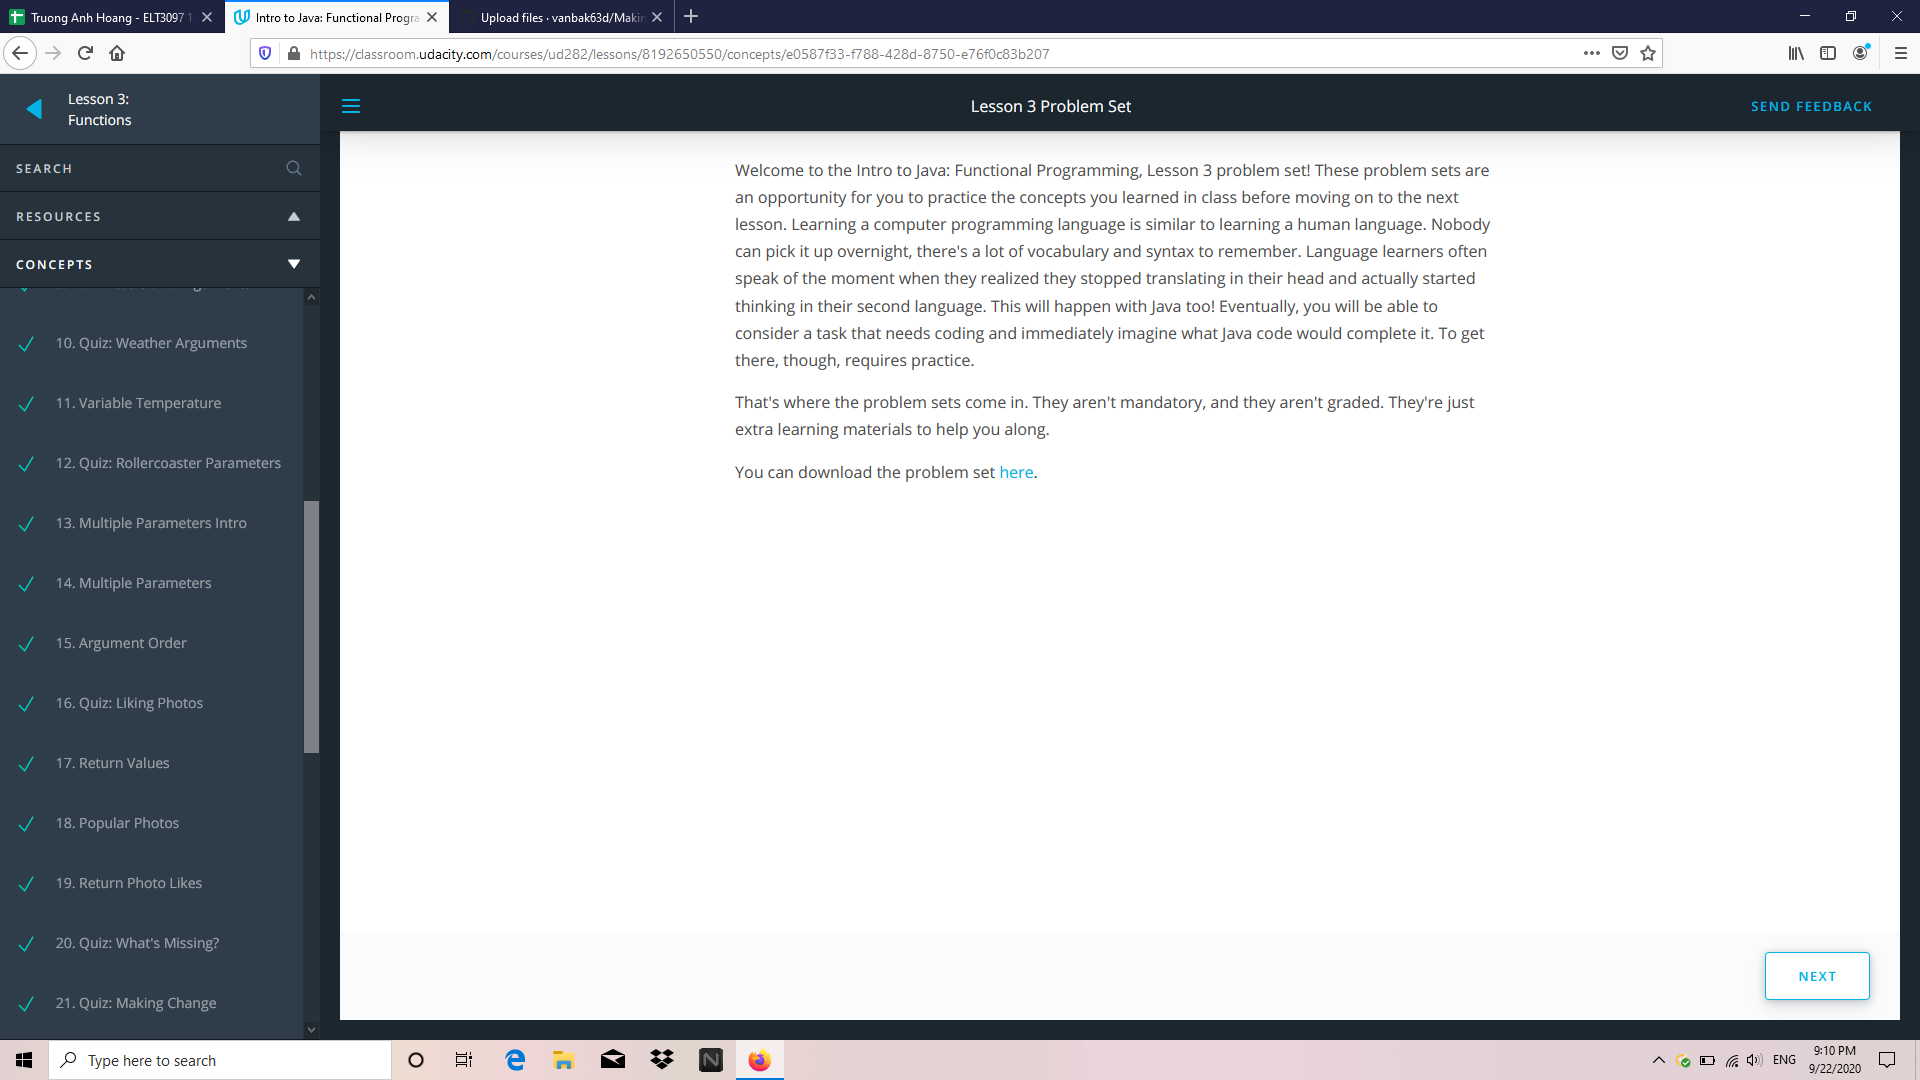 Truong Anh Hoang - ELT3097 1
Intro to Java: Functional Progra
Upload files · vanbak63d/Makin
https://classroom.udacity.com/courses/ud282/lessons/8192650550/concepts/e0587f33-f788-428d-8750-e76f0c83b207
Lesson 3:
Functions
Lesson 3 Problem Set
SEND FEEDBACK
SEARCH
RESOURCES
CONCEPTS
10. Quiz: Weather Arguments
11. Variable Temperature
12. Quiz: Rollercoaster Parameters
13. Multiple Parameters Intro
14. Multiple Parameters
15. Argument Order
16. Quiz: Liking Photos
17. Return Values
18. Popular Photos
19. Return Photo Likes
20. Quiz: What's Missing?
21. Quiz: Making Change
Welcome to the Intro to Java: Functional Programming, Lesson 3 problem set! These problem sets are
an opportunity for you to practice the concepts you learned in class before moving on to the next
lesson. Learning a computer programming language is similar to learning a human language. Nobody
can pick it up overnight, there's a lot of vocabulary and syntax to remember. Language learners often
speak of the moment when they realized they stopped translating in their head and actually started
thinking in their second language. This will happen with Java too! Eventually, you will be able to
consider a task that needs coding and immediately imagine what Java code would complete it. To get
there, though, requires practice.
That's where the problem sets come in. They aren't mandatory, and they aren't graded. They're just
extra learning materials to help you along.
You can download the problem set here.
NEXT
Type here to search
ENG
9:10 PM
9/22/2020